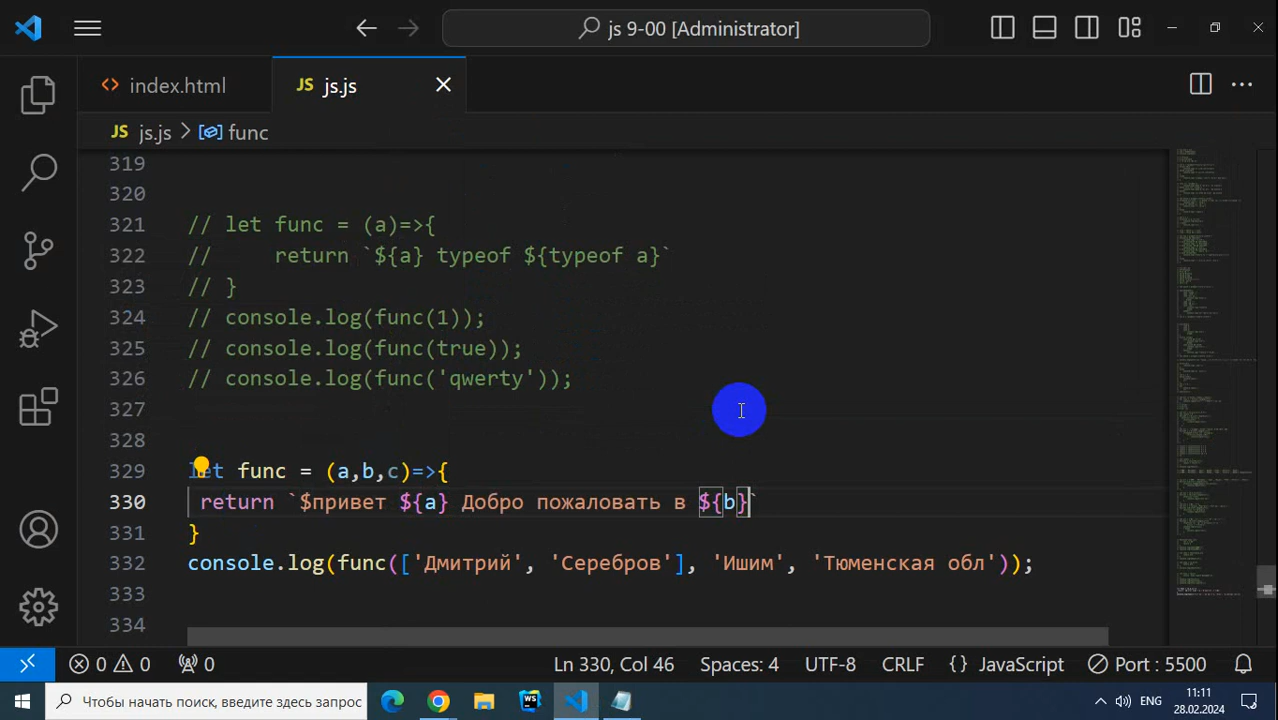 js 9-00 [Administrator]
index.html
JS js.js
JS js.js > func
319
320
321 // let func = (a)=>{
322 //     return `${a} typeof ${typeof a}`
323 // }
324 // console.log(func(1));
325 // console.log(func(true));
326 // console.log(func('qwerty'));
327
328
329 let func = (a,b,c)=>{
330  return `$привет ${a} Добро пожаловать в ${b}`
331 }
332 console.log(func(['Дмитрий', 'Серебров'], 'Ишим', 'Тюменская обл'));
333
334
0 0 0 Ln 330, Col 46 Spaces: 4 UTF-8 CRLF {} JavaScript Port : 5500
Чтобы начать поиск, введите здесь запрос WS ENG 11:11
28.02.2024